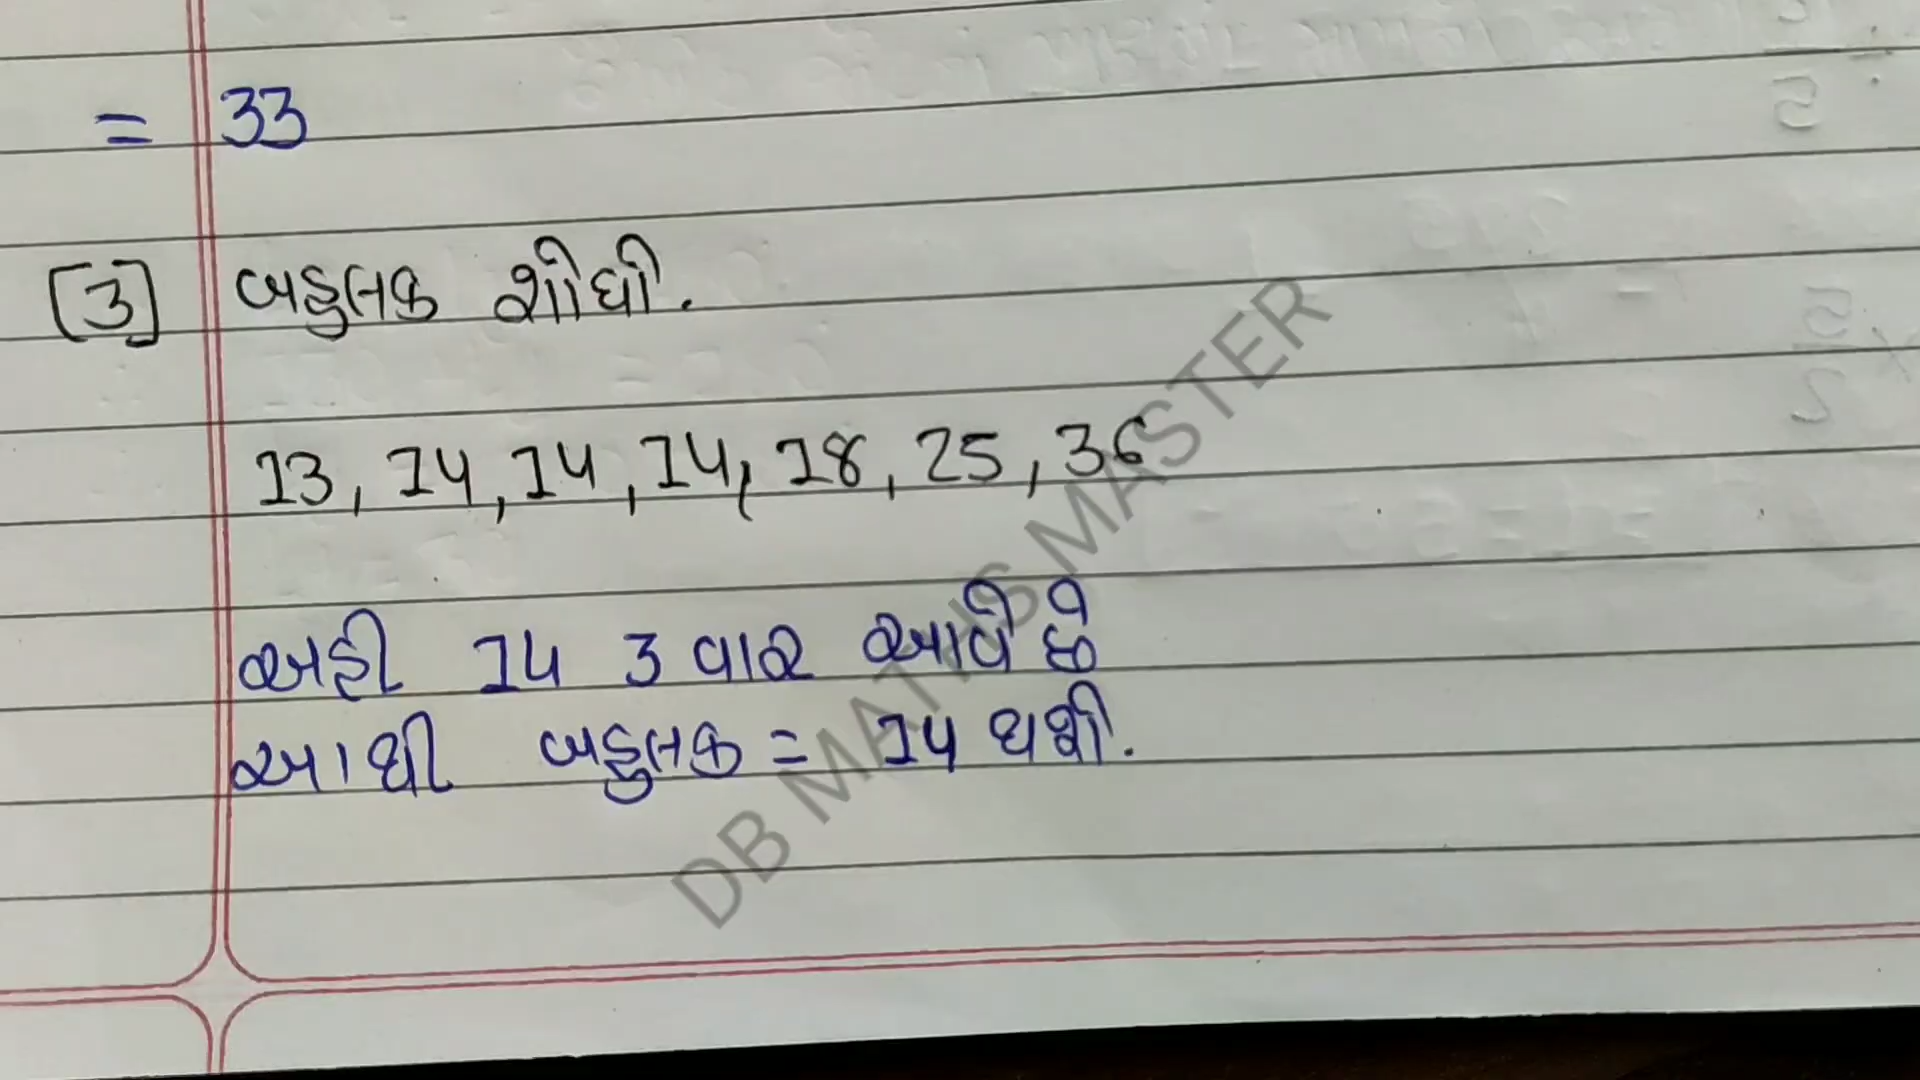 = 33
[3] બહુલક શોધો.
13, 14, 14, 14, 18, 25, 36
અહી 14 3 વાર આવે છે
આથી બહુલક = 14 થશે.
DB MATHS MASTER